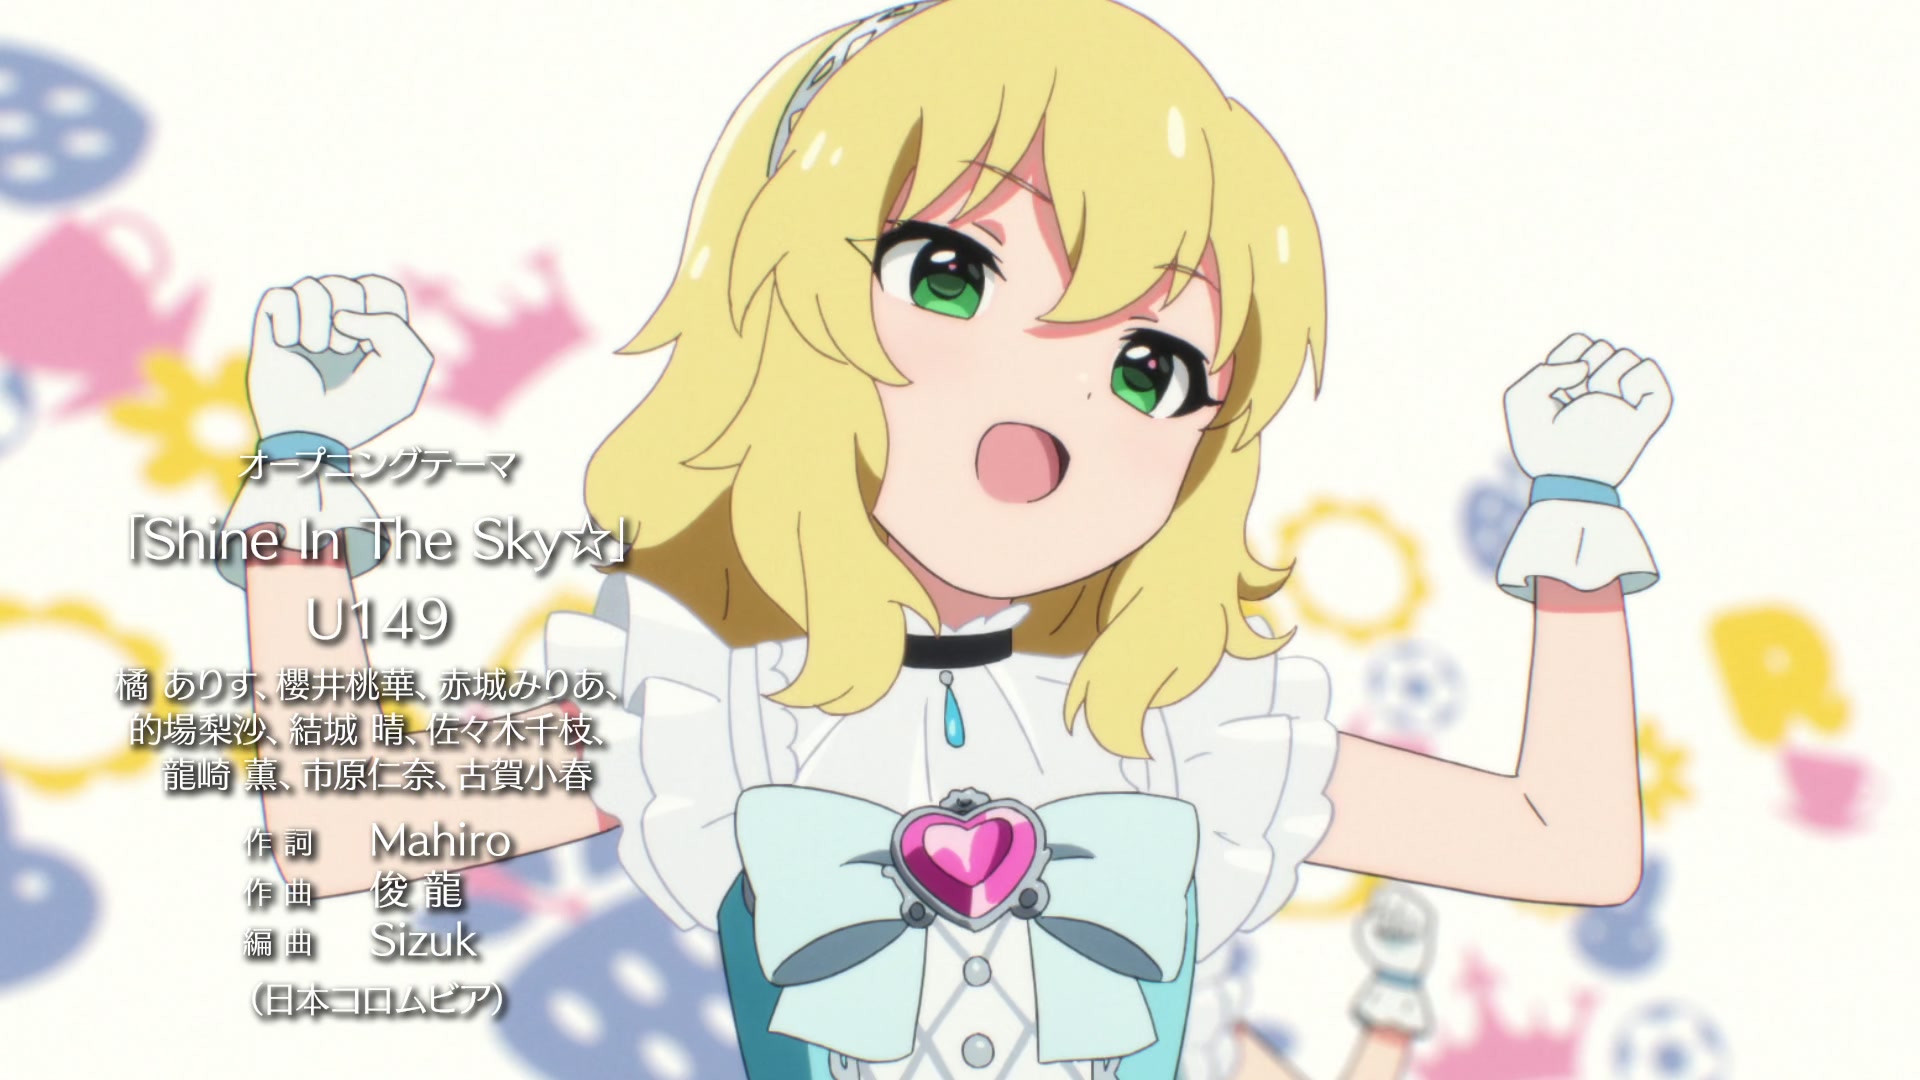 オープニングテーマ
「Shine In The Sky☆」
U149
橘 ありす、櫻井桃華、赤城みりあ、
的場梨沙、結城 晴、佐々木千枝、
龍崎 薫、市原仁奈、古賀小春
作 詞 Mahiro
作 曲 俊 龍
編 曲 Sizuk
（日本コロムビア）